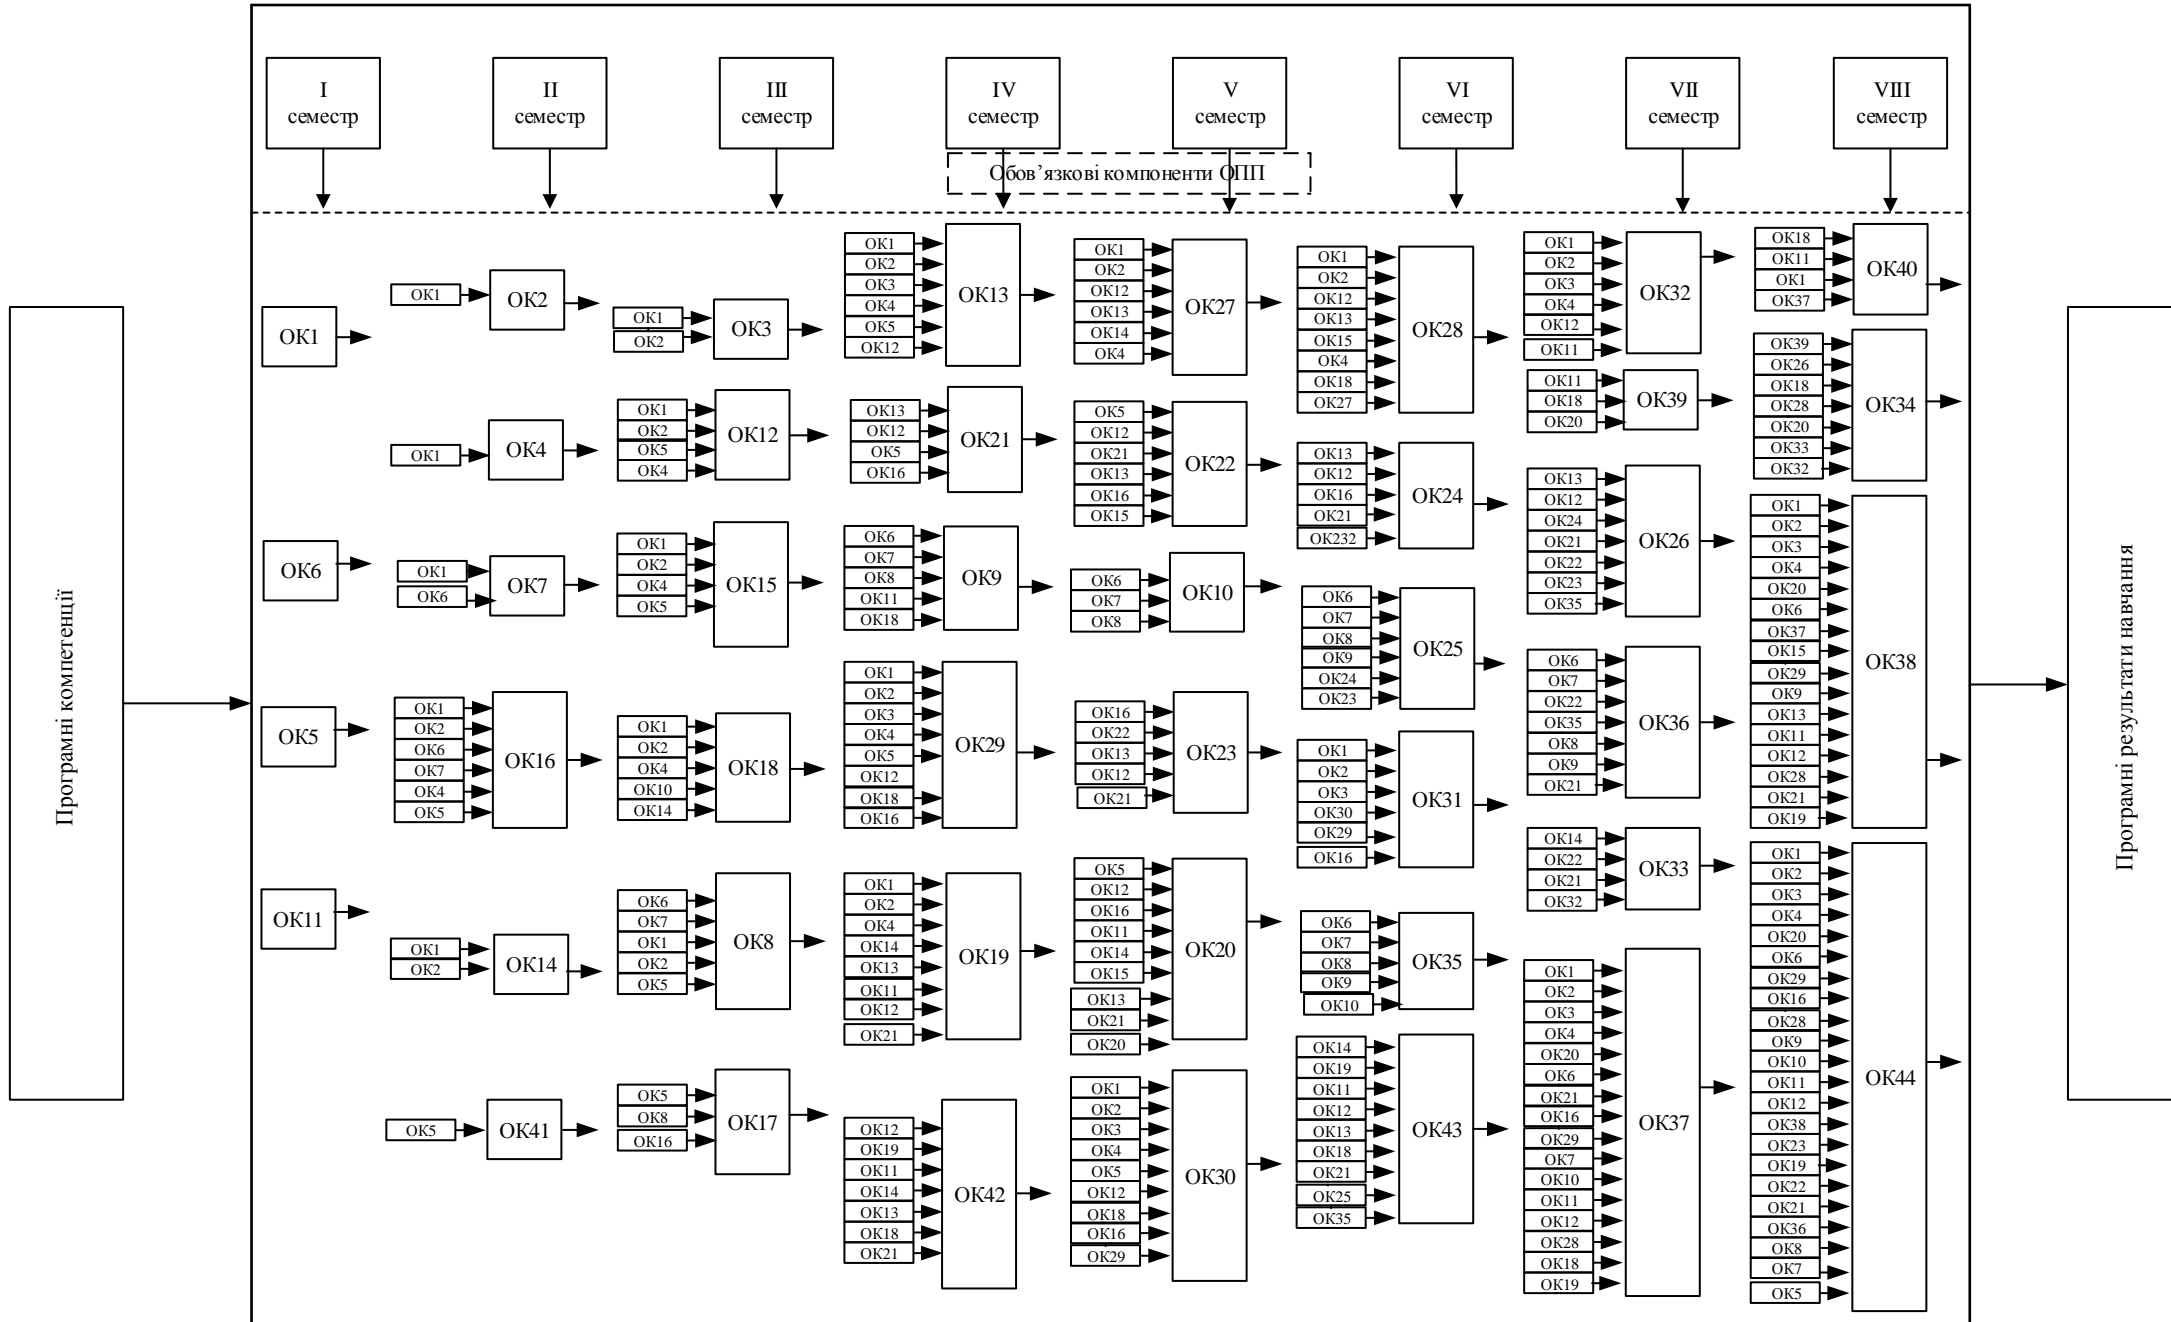 I
семестр
II
семестр
III
семестр
IV
семестр
V
семестр
VI
семестр
VII
семестр
VIII
семестр
Обов’язкові компоненти ОПП
Програмні компетенції
ОК1
ОК6
ОК5
ОК11
ОК1
ОК2
ОК1
ОК4
ОК1
ОК6
ОК7
ОК1
ОК2
ОК6
ОК7
ОК4
ОК5
ОК16
ОК1
ОК2
ОК14
ОК5
ОК41
ОК1
ОК2
ОК3
ОК1
ОК2
ОК5
ОК4
ОК12
ОК1
ОК2
ОК4
ОК5
ОК15
ОК1
ОК2
ОК4
ОК10
ОК14
ОК18
ОК6
ОК7
ОК1
ОК2
ОК5
ОК8
ОК5
ОК8
ОК16
ОК17
ОК1
ОК2
ОК3
ОК4
ОК5
ОК12
ОК13
ОК13
ОК12
ОК5
ОК16
ОК21
ОК6
ОК7
ОК8
ОК11
ОК18
ОК9
ОК1
ОК2
ОК3
ОК4
ОК5
ОК12
ОК18
ОК16
ОК29
ОК1
ОК2
ОК4
ОК14
ОК13
ОК11
ОК12
ОК21
ОК19
ОК12
ОК19
ОК11
ОК14
ОК13
ОК18
ОК21
ОК42
ОК1
ОК2
ОК12
ОК13
ОК14
ОК4
ОК27
ОК5
ОК12
ОК21
ОК13
ОК16
ОК15
ОК22
ОК6
ОК7
ОК8
ОК10
ОК16
ОК22
ОК13
ОК12
ОК21
ОК23
ОК5
ОК12
ОК16
ОК11
ОК14
ОК15
ОК13
ОК21
ОК20
ОК20
ОК1
ОК2
ОК3
ОК4
ОК5
ОК12
ОК18
ОК16
ОК29
ОК30
ОК1
ОК2
ОК12
ОК13
ОК15
ОК4
ОК18
ОК27
ОК28
ОК13
ОК12
ОК16
ОК21
ОК232
ОК24
ОК6
ОК7
ОК8
ОК9
ОК24
ОК23
ОК25
ОК1
ОК2
ОК3
ОК30
ОК29
ОК16
ОК31
ОК6
ОК7
ОК8
ОК9
ОК10
ОК35
ОК14
ОК19
ОК11
ОК12
ОК13
ОК18
ОК21
ОК25
ОК35
ОК43
ОК1
ОК2
ОК3
ОК4
ОК12
ОК11
ОК32
ОК11
ОК18
ОК20
ОК39
ОК13
ОК12
ОК24
ОК21
ОК22
ОК23
ОК35
ОК26
ОК6
ОК7
ОК22
ОК35
ОК8
ОК9
ОК21
ОК36
ОК14
ОК22
ОК21
ОК32
ОК33
ОК1
ОК2
ОК3
ОК4
ОК20
ОК6
ОК21
ОК16
ОК29
ОК7
ОК10
ОК11
ОК12
ОК28
ОК18
ОК19
ОК37
ОК18
ОК11
ОК1
ОК37
ОК40
ОК39
ОК26
ОК18
ОК28
ОК20
ОК33
ОК32
ОК34
ОК1
ОК2
ОК3
ОК4
ОК20
ОК6
ОК37
ОК15
ОК29
ОК9
ОК13
ОК11
ОК12
ОК28
ОК21
ОК19
ОК38
ОК1
ОК2
ОК3
ОК4
ОК20
ОК6
ОК29
ОК16
ОК28
ОК9
ОК10
ОК11
ОК12
ОК38
ОК23
ОК19
ОК22
ОК21
ОК36
ОК8
ОК7
ОК5
ОК44
Програмні результати навчання